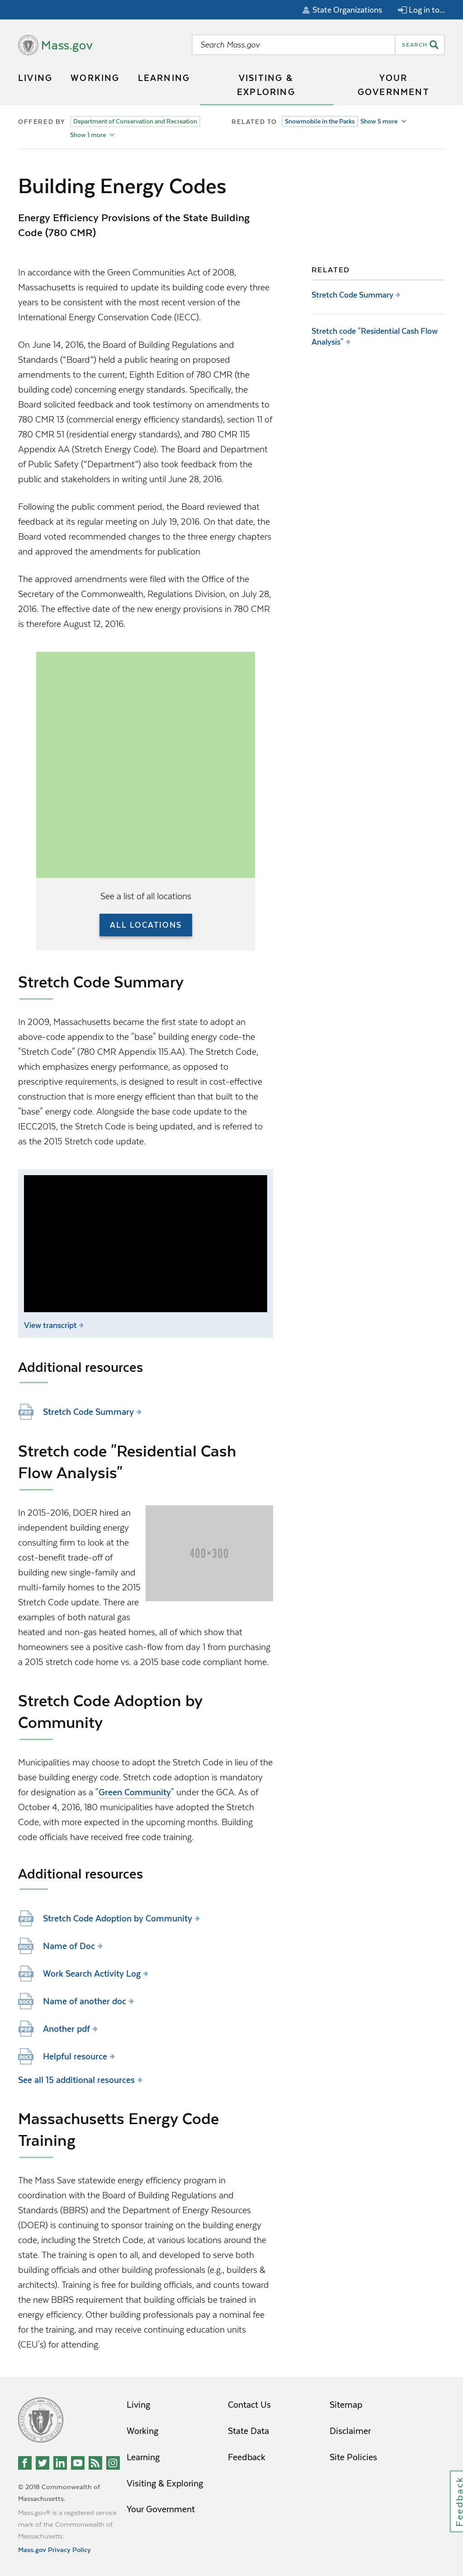 State Organizations Log in to...
Mass.gov
Search Mass.gov SEARCH
LIVING WORKING LEARNING VISITING & EXPLORING YOUR GOVERNMENT
OFFERED BY Department of Conservation and Recreation
Show 1 more
RELATED TO Snowmobile in the Parks Show 5 more
Building Energy Codes
Energy Efficiency Provisions of the State Building
Code (780 CMR)
In accordance with the Green Communities Act of 2008,
Massachusetts is required to update its building code every three
years to be consistent with the most recent version of the
International Energy Conservation Code (IECC).
On June 14, 2016, the Board of Building Regulations and
Standards ("Board") held a public hearing on proposed
amendments to the current, Eighth Edition of 780 CMR (the
building code) concerning energy standards. Specifically, the
Board solicited feedback and took testimony on amendments to
780 CMR 13 (commercial energy efficiency standards), section 11 of
780 CMR 51 (residential energy standards), and 780 CMR 115
Appendix AA (Stretch Energy Code). The Board and Department
of Public Safety ("Department") also took feedback from the
public and stakeholders in writing until June 28, 2016.
Following the public comment period, the Board reviewed that
feedback at its regular meeting on July 19, 2016. On that date, the
Board voted recommended changes to the three energy chapters
and approved the amendments for publication
The approved amendments were filed with the Office of the
Secretary of the Commonwealth, Regulations Division, on July 28,
2016. The effective date of the new energy provisions in 780 CMR
is therefore August 12, 2016.
RELATED
Stretch Code Summary
Stretch code "Residential Cash Flow
Analysis"
See a list of all locations
ALL LOCATIONS
Stretch Code Summary
In 2009, Massachusetts became the first state to adopt an
above-code appendix to the "base" building energy code-the
"Stretch Code" (780 CMR Appendix 115.AA). The Stretch Code,
which emphasizes energy performance, as opposed to
prescriptive requirements, is designed to result in cost-effective
construction that is more energy efficient than that built to the
"base" energy code. Alongside the base code update to the
IECC2015, the Stretch Code is being updated, and is referred to
as the 2015 Stretch code update.
View transcript
Additional resources
PDF Stretch Code Summary
Stretch code "Residential Cash
Flow Analysis"
In 2015-2016, DOER hired an
independent building energy
consulting firm to look at the
cost-benefit trade-off of
building new single-family and
multi-family homes to the 2015
Stretch Code update. There are
examples of both natural gas
heated and non-gas heated homes, all of which show that
homeowners see a positive cash-flow from day 1 from purchasing
a 2015 stretch code home vs. a 2015 base code compliant home.
400×300
Stretch Code Adoption by
Community
Municipalities may choose to adopt the Stretch Code in lieu of the
base building energy code. Stretch code adoption is mandatory
for designation as a "Green Community" under the GCA. As of
October 4, 2016, 180 municipalities have adopted the Stretch
Code, with more expected in the upcoming months. Building
code officials have received free code training.
Additional resources
PDF Stretch Code Adoption by Community
DOCX Name of Doc
PDF Work Search Activity Log
DOCX Name of another doc
PDF Another pdf
DOCX Helpful resource
See all 15 additional resources
Massachusetts Energy Code
Training
The Mass Save statewide energy efficiency program in
coordination with the Board of Building Regulations and
Standards (BBRS) and the Department of Energy Resources
(DOER) is continuing to sponsor training on the building energy
code, including the Stretch Code, at various locations around the
state. The training is open to all, and developed to serve both
building officials and other building professionals (e.g., builders &
architects). Training is free for building officials, and counts toward
the new BBRS requirement that building officials be trained in
energy efficiency. Other building professionals pay a nominal fee
for the training, and may receive continuing education units
(CEU's) for attending.
Living Contact Us Sitemap
Working State Data Disclaimer
Learning Feedback Site Policies
Visiting & Exploring
Your Government
© 2018 Commonwealth of
Massachusetts.
Mass.gov® is a registered service
mark of the Commonwealth of
Massachusetts.
Mass.gov Privacy Policy
Feedback